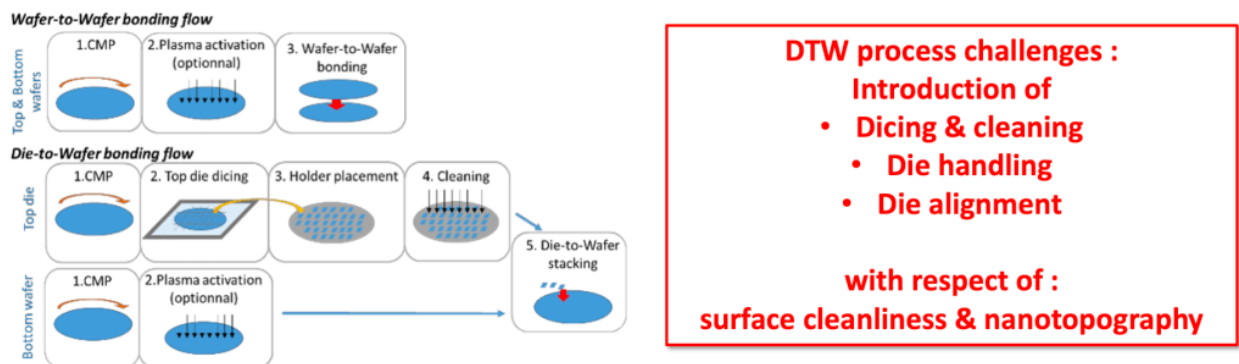 Wafer-to-Wafer bonding flow
1.CMP
2.Plasma activation
(optionnal)
3. Wafer-to-Wafer
bonding
Top & Bottom
wafers
Die-to-Wafer bonding flow
1.CMP
2. Top die dicing
3. Holder placement
4. Cleaning
Top die
5. Die-to-Wafer
stacking
1.CMP
2.Plasma activation
(optionnal)
Bottom wafer
DTW process challenges :
Introduction of
• Dicing & cleaning
• Die handling
• Die alignment
with respect of :
surface cleanliness & nanotopography